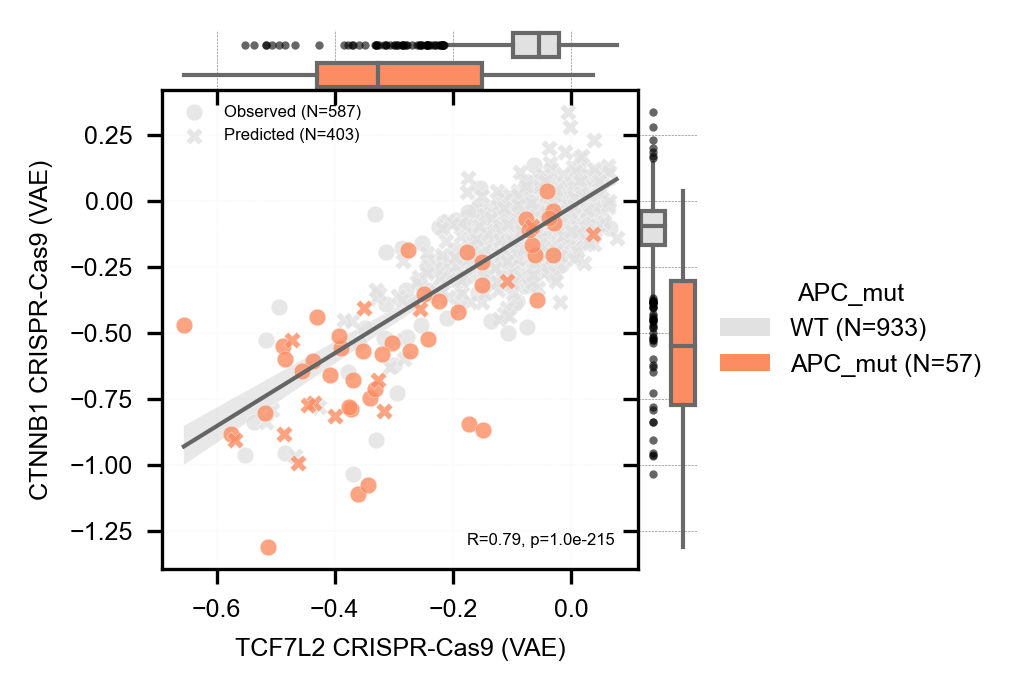 Observed (N=587)
Predicted (N=403)
0.25
0.00
−0.25
−0.50
−0.75
−1.00
−1.25
CTNNB1 CRISPR-Cas9 (VAE)
R=0.79, p=1.0e-215
−0.6
−0.4
−0.2
0.0
TCF7L2 CRISPR-Cas9 (VAE)
APC_mut
WT (N=933)
APC_mut (N=57)